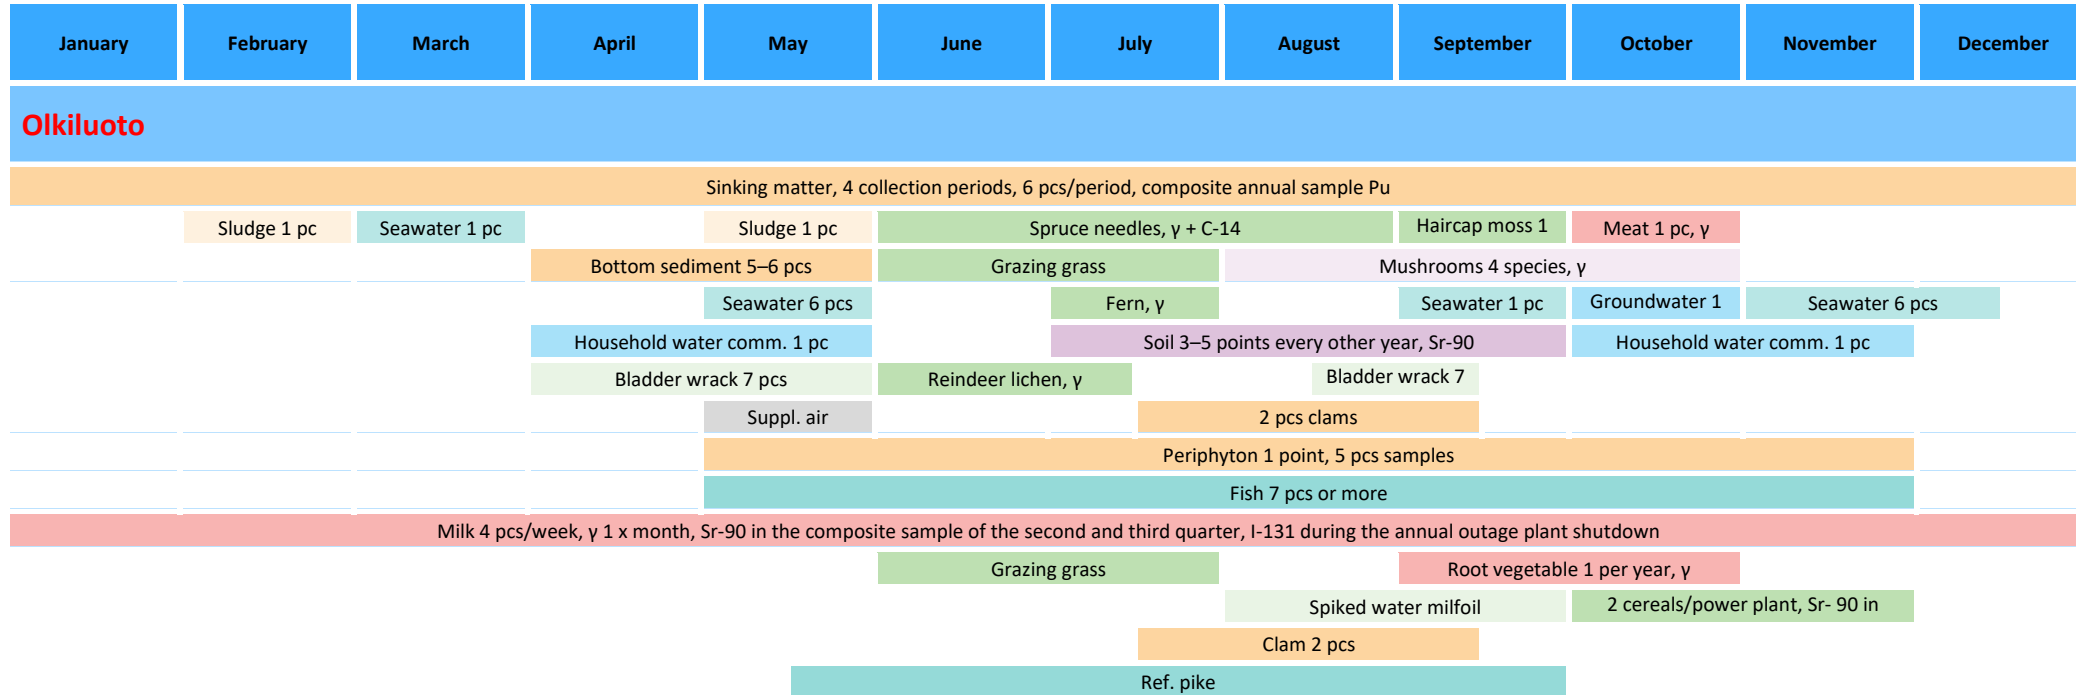 January February March April May June July August September October November December
Olkiluoto
Sinking matter, 4 collection periods, 6 pcs/period, composite annual sample Pu
Sludge 1 pc Seawater 1 pc Sludge 1 pc Spruce needles, γ + C-14 Haircap moss 1 Meat 1 pc, γ
Bottom sediment 5–6 pcs Grazing grass Mushrooms 4 species, γ
Seawater 6 pcs Fern, γ Seawater 1 pc Groundwater 1 Seawater 6 pcs
Household water comm. 1 pc Soil 3–5 points every other year, Sr-90 Household water comm. 1 pc
Bladder wrack 7 pcs Reindeer lichen, γ Bladder wrack 7
Suppl. air 2 pcs clams
Periphyton 1 point, 5 pcs samples
Fish 7 pcs or more
Milk 4 pcs/week, γ 1 x month, Sr-90 in the composite sample of the second and third quarter, I-131 during the annual outage plant shutdown
Grazing grass Root vegetable 1 per year, γ
Spiked water milfoil 2 cereals/power plant, Sr- 90 in
Clam 2 pcs
Ref. pike